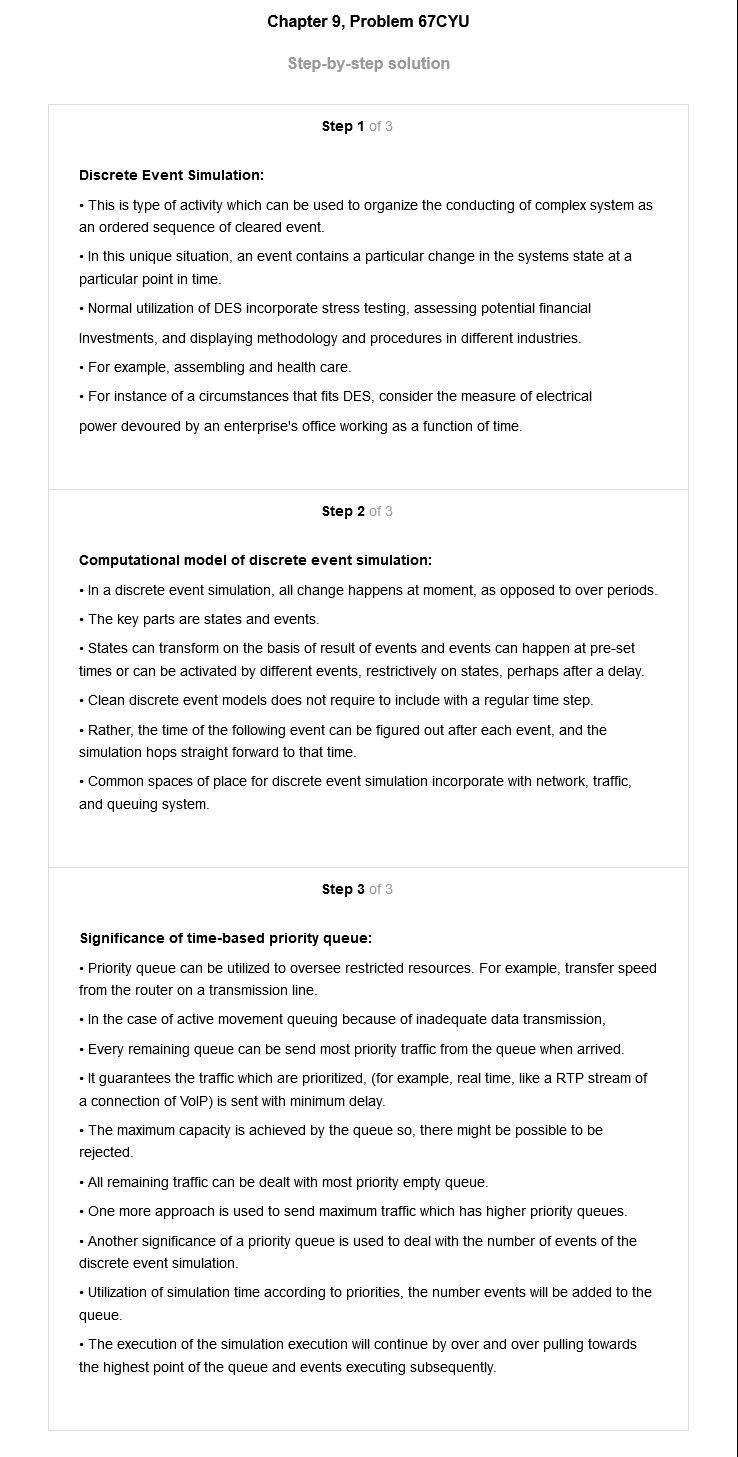 Chapter 9, Problem 67CYU
Step-by-step solution
Step 1 of 3
Discrete Event Simulation:
• This is type of activity which can be used to organize the conducting of complex system as
an ordered sequence of cleared event.
• In this unique situation, an event contains a particular change in the systems state at a
particular point in time.
• Normal utilization of DES incorporate stress testing, assessing potential financial
Investments, and displaying methodology and procedures in different industries.
• For example, assembling and health care.
• For instance of a circumstances that fits DES, consider the measure of electrical
power devoured by an enterprise's office working as a function of time.
Step 2 of 3
Computational model of discrete event simulation:
• In a discrete event simulation, all change happens at moment, as opposed to over periods.
• The key parts are states and events.
• States can transform on the basis of result of events and events can happen at pre-set
times or can be activated by different events, restrictively on states, perhaps after a delay.
• Clean discrete event models does not require to include with a regular time step.
• Rather, the time of the following event can be figured out after each event, and the
simulation hops straight forward to that time.
• Common spaces of place for discrete event simulation incorporate with network, traffic,
and queuing system.
Step 3 of 3
Significance of time-based priority queue:
• Priority queue can be utilized to oversee restricted resources. For example, transfer speed
from the router on a transmission line.
• In the case of active movement queuing because of inadequate data transmission,
• Every remaining queue can be send most priority traffic from the queue when arrived.
• It guarantees the traffic which are prioritized, (for example, real time, like a RTP stream of
a connection of VoIP) is sent with minimum delay.
• The maximum capacity is achieved by the queue so, there might be possible to be
rejected.
• All remaining traffic can be dealt with most priority empty queue.
• One more approach is used to send maximum traffic which has higher priority queues.
• Another significance of a priority queue is used to deal with the number of events of the
discrete event simulation.
• Utilization of simulation time according to priorities, the number events will be added to the
queue.
• The execution of the simulation execution will continue by over and over pulling towards
the highest point of the queue and events executing subsequently.